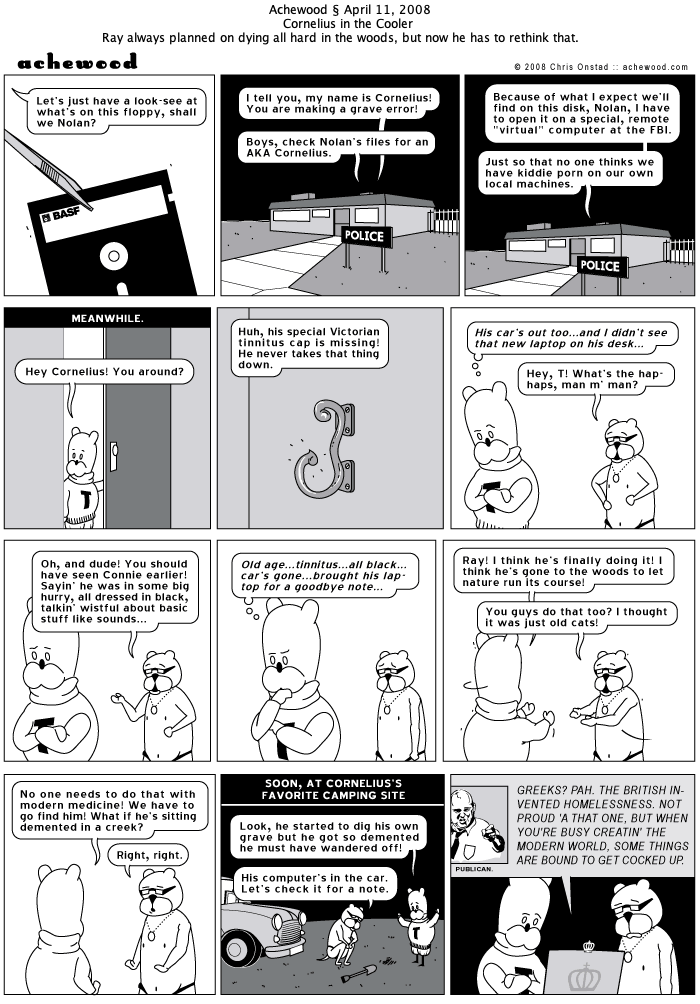 Achewood § April 11, 2008
Cornelius in the Cooler
Ray always planned on dying all hard in the woods, but now he has to rethink that.
achewood
© 2008 Chris Onstad :: achewood.com
Let's just have a look-see at
what's on this floppy, shall
we Nolan?
BASF
I tell you, my name is Cornelius!
You are making a grave error!
Boys, check Nolan's files for an
AKA Cornelius.
POLICE
Because of what I expect we'll
find on this disk, Nolan, I have
to open it on a special, remote
"virtual" computer at the FBI.
Just so that no one thinks we
have kiddie porn on our own
local machines.
POLICE
MEANWHILE.
Hey Cornelius! You around?
T
Huh, his special Victorian
tinnitus cap is missing!
He never takes that thing
down.
His car's out too...and I didn't see
that new laptop on his desk...
Hey, T! What's the hap-
haps, man m' man?
Oh, and dude! You should
have seen Connie earlier!
Sayin' he was in some big
hurry, all dressed in black,
talkin' wistful about basic
stuff like sounds...
Old age...tinnitus...all black...
car's gone...brought his lap-
top for a goodbye note...
Ray! I think he's finally doing it! I
think he's gone to the woods to let
nature run its course!
You guys do that too? I thought
it was just old cats!
No one needs to do that with
modern medicine! We have to
go find him! What if he's sitting
demented in a creek?
Right, right.
SOON, AT CORNELIUS'S
FAVORITE CAMPING SITE
Look, he started to dig his own
grave but he got so demented
he must have wandered off!
His computer's in the car.
Let's check it for a note.
T
PUBLICAN.
GREEKS? PAH. THE BRITISH IN-
VENTED HOMELESSNESS. NOT
PROUD 'A THAT ONE, BUT WHEN
YOU'RE BUSY CREATIN' THE
MODERN WORLD, SOME THINGS
ARE BOUND TO GET COCKED UP.